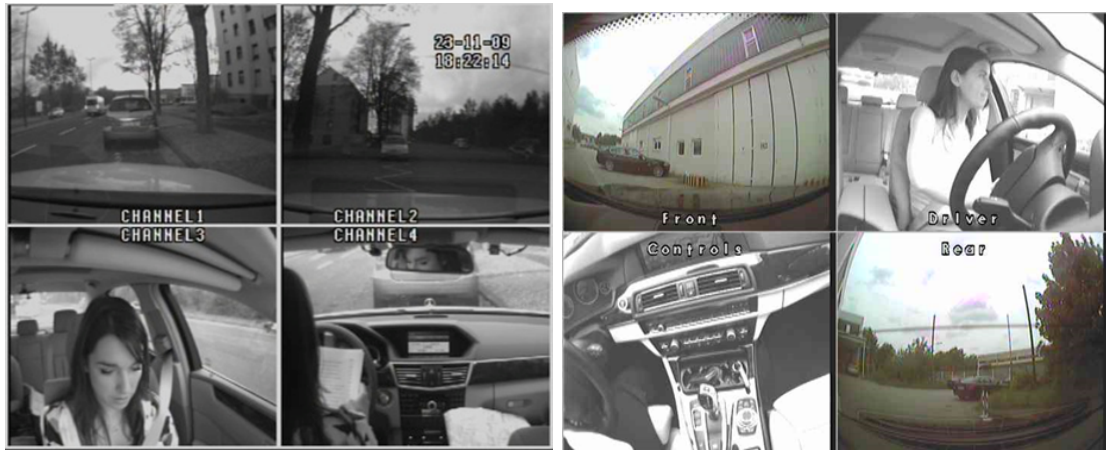 23-11-09
18:22:14
CHANNEL1
CHANNEL2
CHANNEL3
CHANNEL4
Front
Driver
Controls
Rear